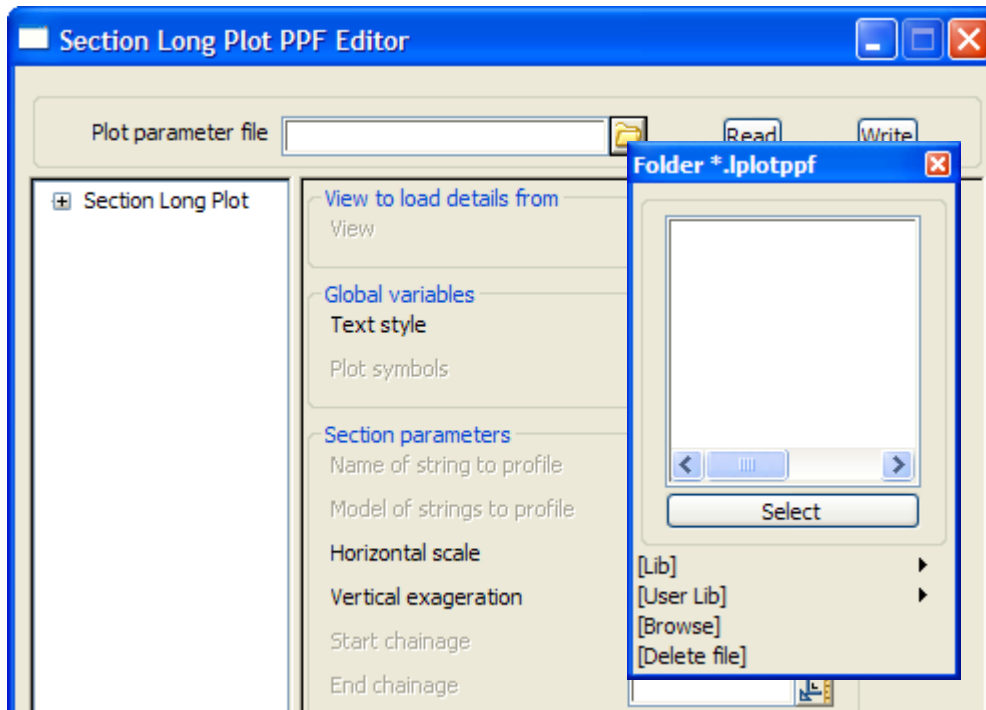 Section Long Plot PPF Editor
Plot parameter file
Read
Write
Folder *.lplotppf
Section Long Plot
View to load details from
View
Global variables
Text style
Plot symbols
Section parameters
Name of string to profile
Model of strings to profile
Horizontal scale
Vertical exageration
Start chainage
End chainage
Select
[Lib]
[User Lib]
[Browse]
[Delete file]